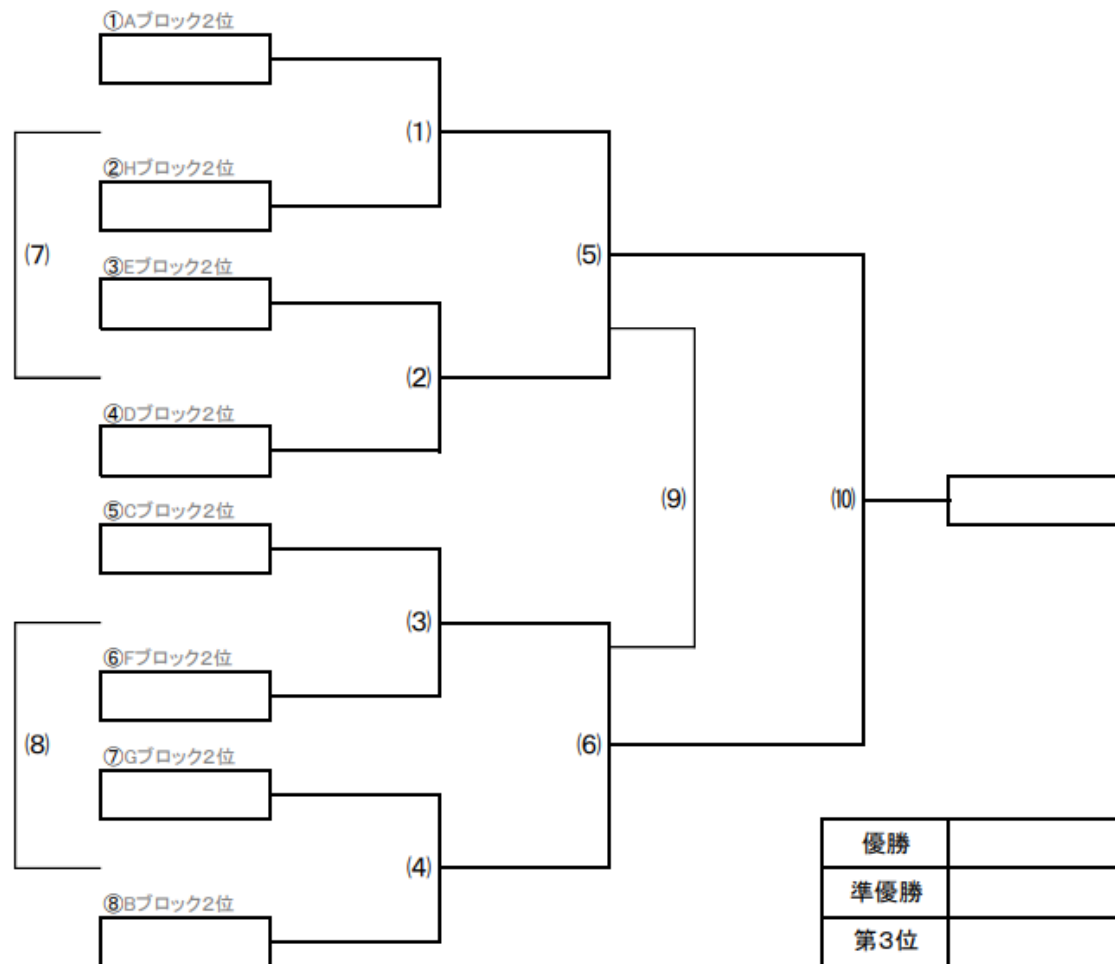 ①Aブロック2位
(1)
②Hブロック2位
(7)
(5)
③Eブロック2位
(2)
④Dブロック2位
(9)
⑽
⑤Cブロック2位
(3)
⑥Fブロック2位
(8)
(6)
⑦Gブロック2位
(4)
⑧Bブロック2位
優勝
準優勝
第3位